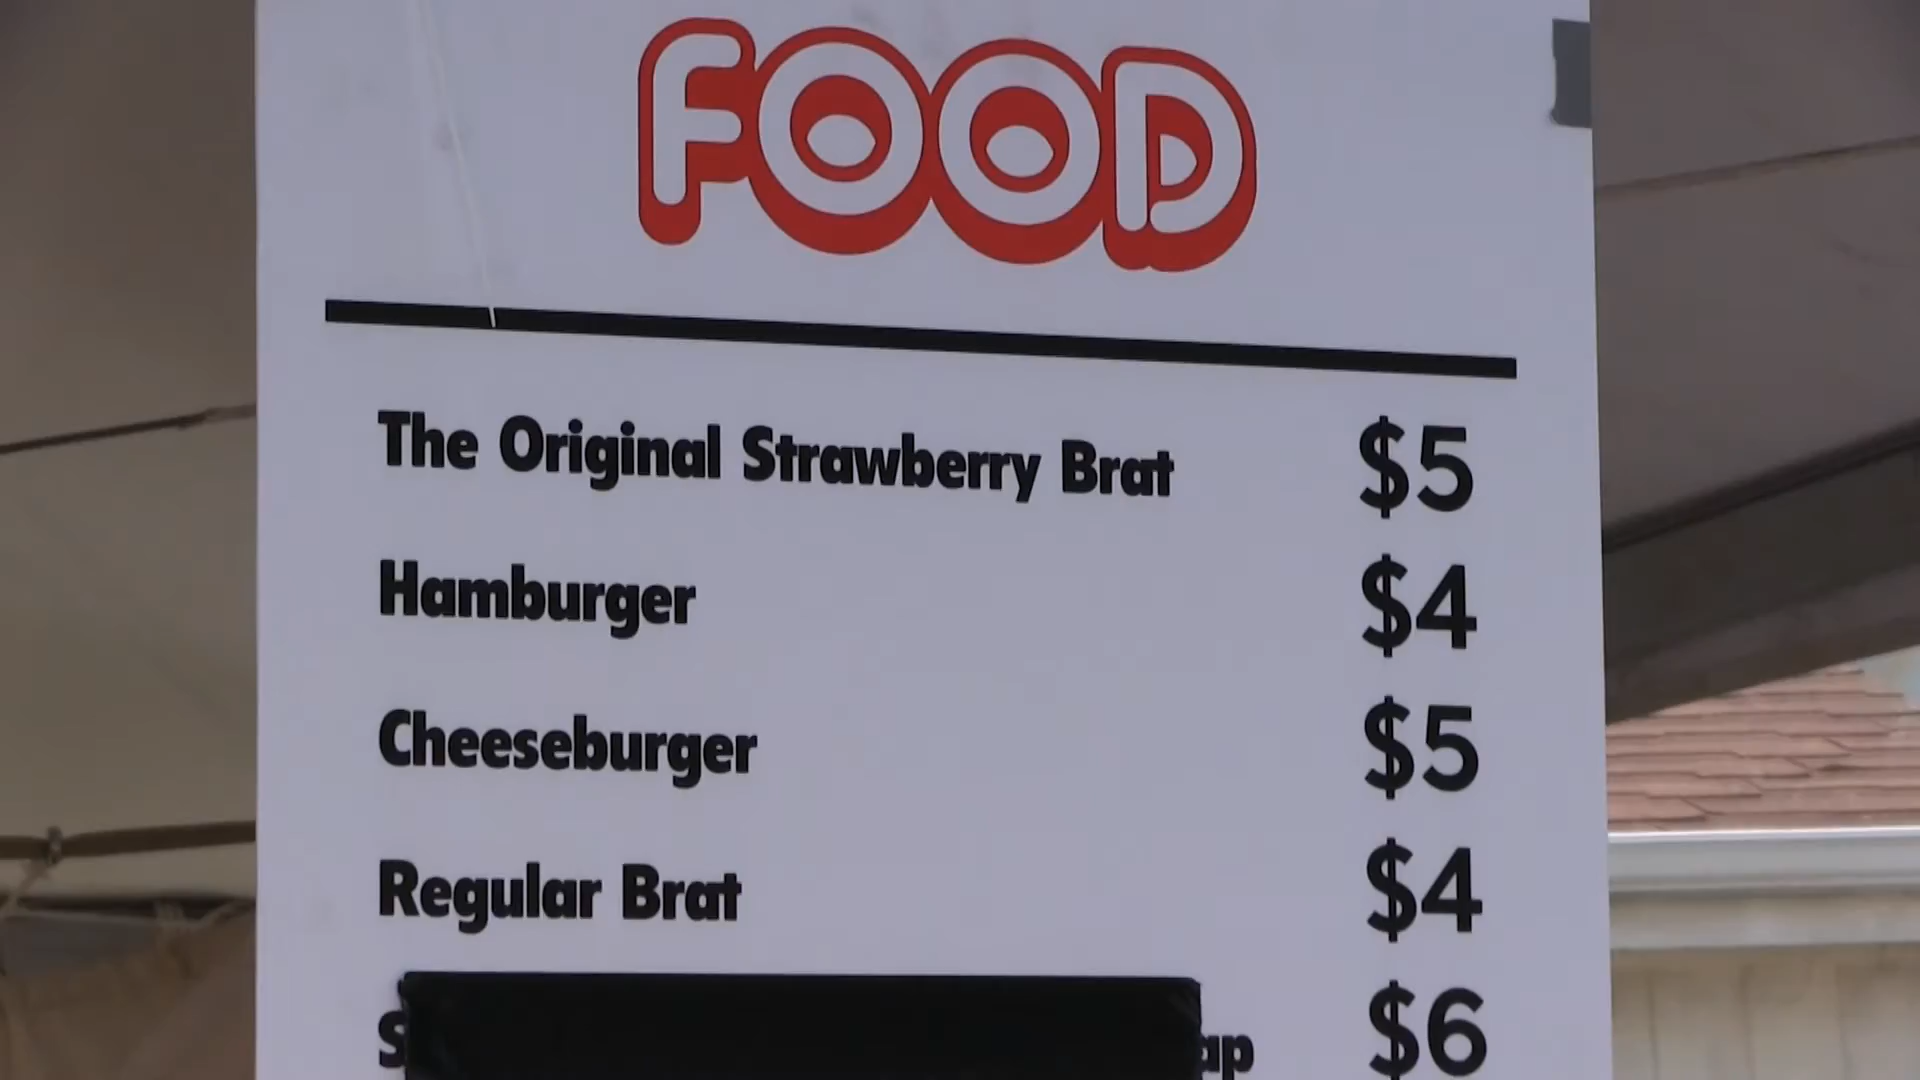 FOOD
The Original Strawberry Brat $5
Hamburger $4
Cheeseburger $5
Regular Brat $4
$6